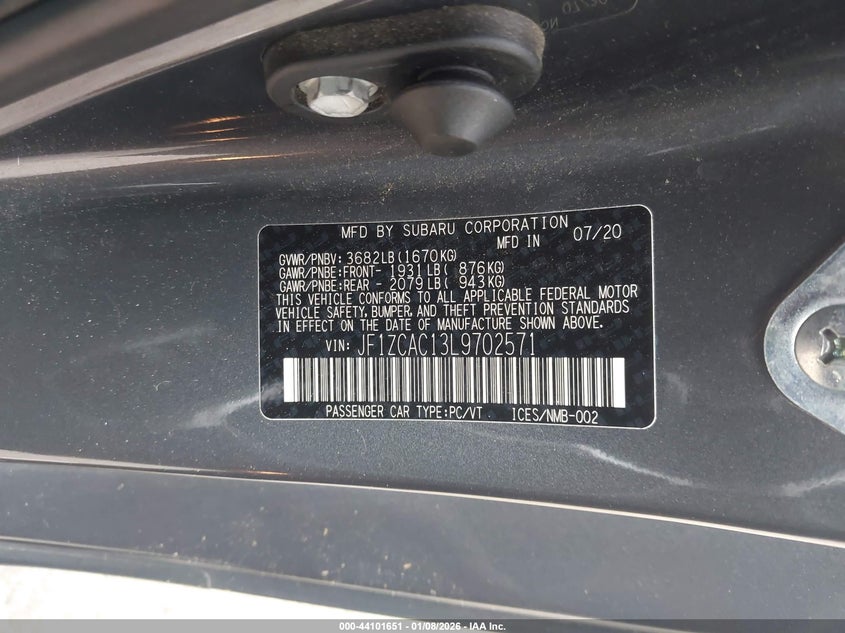 MFD BY SUBARU CORPORATION
MFD IN 07/20
GVWR/PNBV: 3682LB(1670KG)
GAWR/PNBE:FRONT- 1931LB( 876KG)
GAWR/PNBE:REAR - 2079LB( 943KG)
THIS VEHICLE CONFORMS TO ALL APPLICABLE FEDERAL MOTOR
VEHICLE SAFETY, BUMPER, AND THEFT PREVENTION STANDARDS
IN EFFECT ON THE DATE OF MANUFACTURE SHOWN ABOVE.
VIN: JF1ZCAC13L9702571
PASSENGER CAR TYPE:PC/VT ICES/NMB-002
000-44101651 - 01/08/2026 - IAA Inc. Copyright